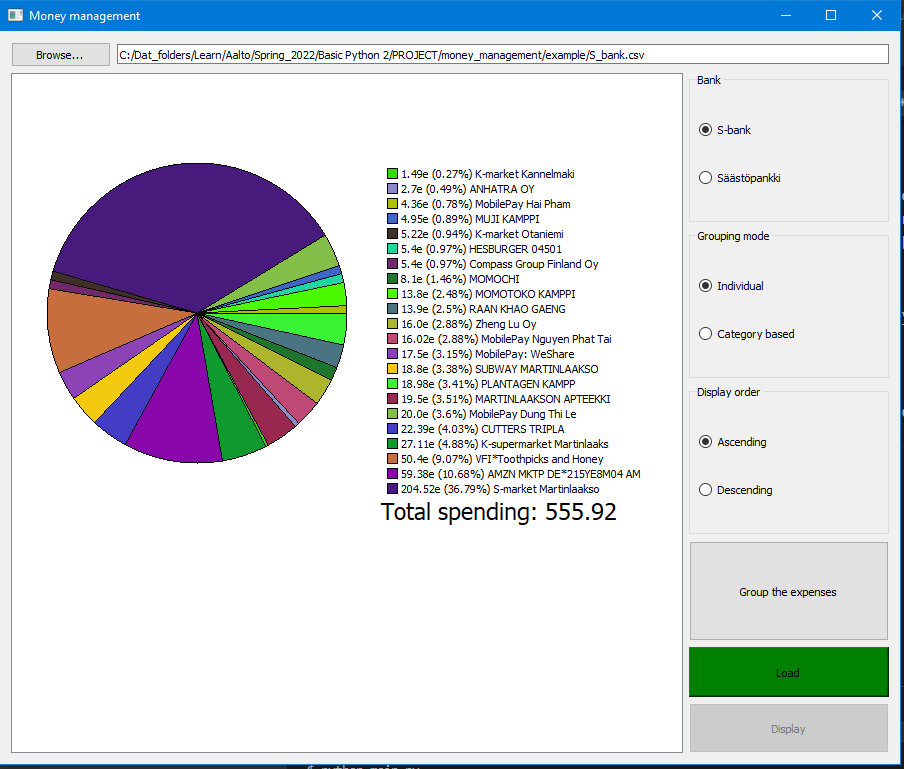 Money management
Browse...
C:/Dat_folders/Learn/Aalto/Spring_2022/Basic Python 2/PROJECT/money_management/example/S_bank.csv
1.49e (0.27%) K-market Kannelmaki
2.7e (0.49%) ANHATRA OY
4.36e (0.78%) MobilePay Hai Pham
4.95e (0.89%) MUJI KAMPPI
5.22e (0.94%) K-market Otaniemi
5.4e (0.97%) HESBURGER 04501
5.4e (0.97%) Compass Group Finland Oy
8.1e (1.46%) MOMOCHI
13.8e (2.48%) MOMOTOKO KAMPPI
13.9e (2.5%) RAAN KHAO GAENG
16.0e (2.88%) Zheng Lu Oy
16.02e (2.88%) MobilePay Nguyen Phat Tai
17.5e (3.15%) MobilePay: WeShare
18.8e (3.38%) SUBWAY MARTINLAAKSO
18.98e (3.41%) PLANTAGEN KAMPP
19.5e (3.51%) MARTINLAAKSON APTEEKKI
20.0e (3.6%) MobilePay Dung Thi Le
22.39e (4.03%) CUTTERS TRIPLA
27.11e (4.88%) K-supermarket Martinlaaks
50.4e (9.07%) VFI*Toothpicks and Honey
59.38e (10.68%) AMZN MKTP DE*215YE8M04 AM
204.52e (36.79%) S-market Martinlaakso
Total spending: 555.92
Bank
S-bank
Säästöpankki
Grouping mode
Individual
Category based
Display order
Ascending
Descending
Group the expenses
Load
Display